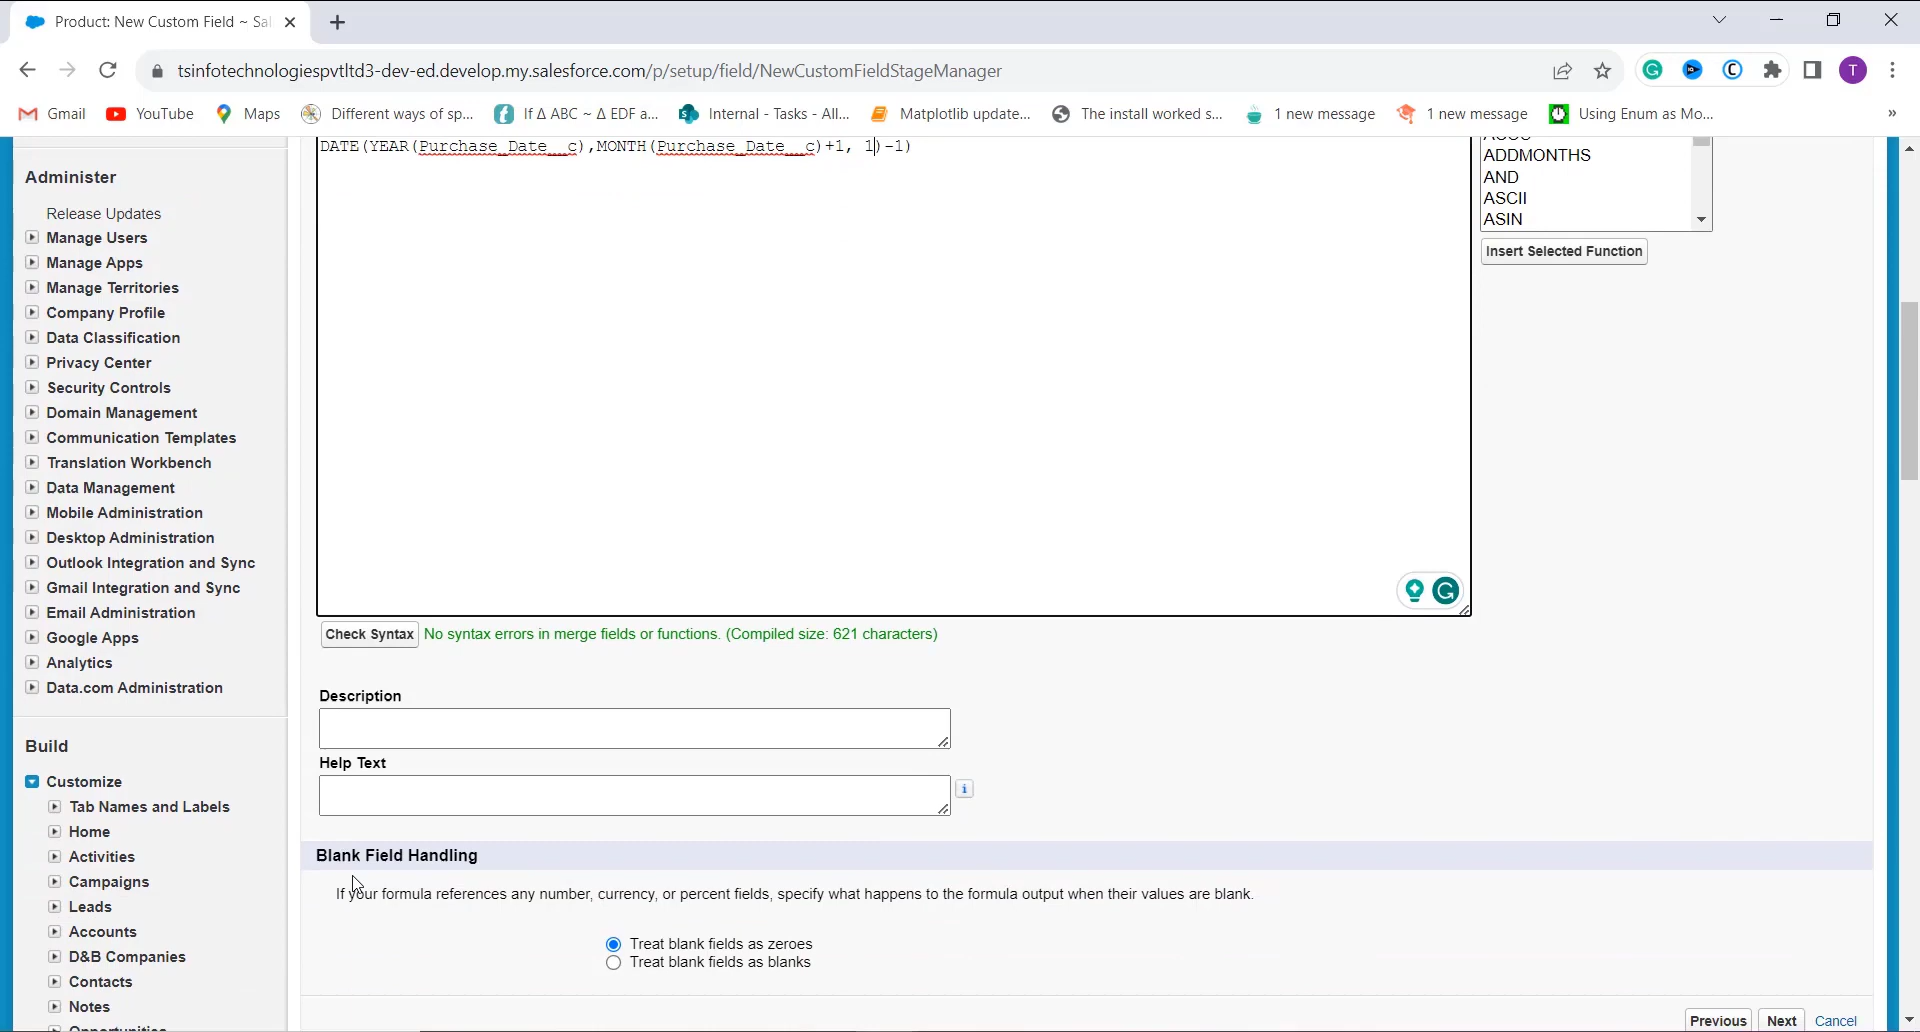 Product: New Custom Field ~ Sal
tsinfotechnologiespvtltd3-dev-ed.develop.my.salesforce.com/p/setup/field/NewCustomFieldStageManager
T
Gmail
YouTube
Maps
Different ways of sp...
If Δ ABC ~ Δ EDF a...
Internal - Tasks - All...
Matplotlib update...
The install worked s...
1 new message
1 new message
Using Enum as Mo...
»
DATE(YEAR(Purchase_Date__c),MONTH(Purchase_Date__c)+1, 1)-1)
ADDMONTHS
AND
ASCII
ASIN
Insert Selected Function
Administer
Release Updates
Manage Users
Manage Apps
Manage Territories
Company Profile
Data Classification
Privacy Center
Security Controls
Domain Management
Communication Templates
Translation Workbench
Data Management
Mobile Administration
Desktop Administration
Outlook Integration and Sync
Gmail Integration and Sync
Email Administration
Google Apps
Analytics
Data.com Administration
Build
Customize
Tab Names and Labels
Home
Activities
Campaigns
Leads
Accounts
D&B Companies
Contacts
Notes
Opportunities
Check Syntax No syntax errors in merge fields or functions. (Compiled size: 621 characters)
Description
Help Text
i
Blank Field Handling
If your formula references any number, currency, or percent fields, specify what happens to the formula output when their values are blank.
Treat blank fields as zeroes
Treat blank fields as blanks
Previous Next Cancel